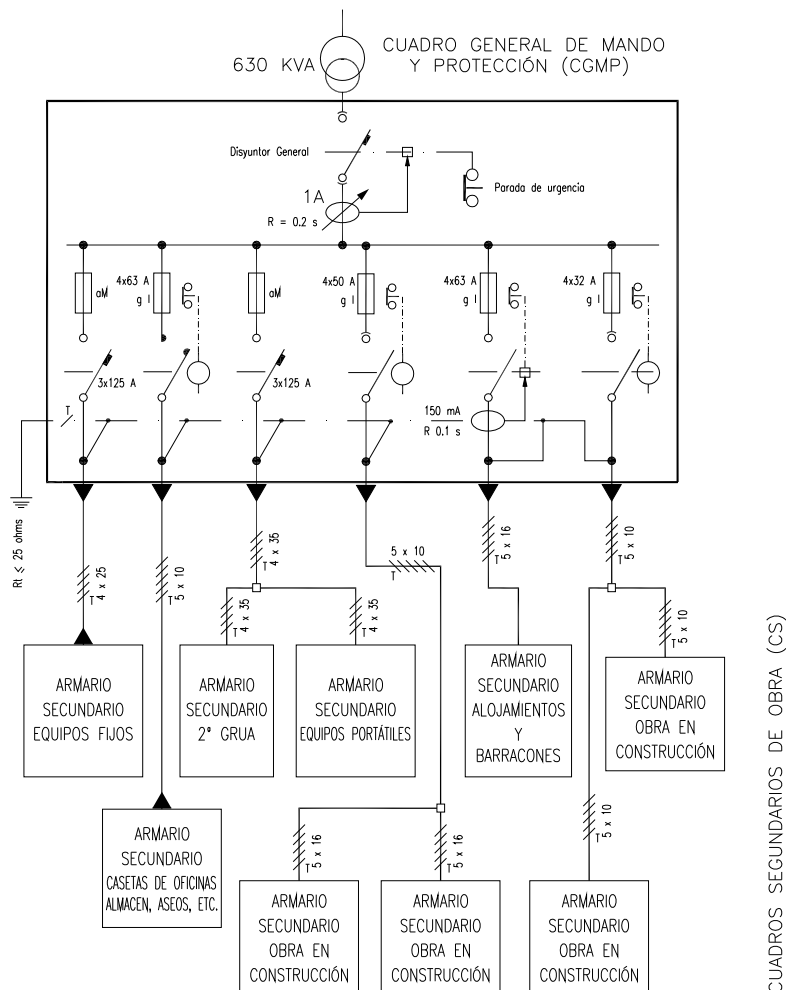 630 KVA
CUADRO GENERAL DE MANDO
Y PROTECCIÓN (CGMP)
Disyuntor General
Parada de urgencia
1A
R = 0.2 s
aM
4x63 A
g I
aM
4x50 A
g I
4x63 A
g I
4x32 A
g I
3x125 A
3x125 A
T
150 mA
R 0.1 s
Rt ≤ 25 ohms
T 4 x 25
T 5 x 10
T 4 x 35
5 x 10
T
T 5 x 16
T 5 x 10
T 4 x 35
T 4 x 35
T 5 x 10
ARMARIO
SECUNDARIO
EQUIPOS FIJOS
ARMARIO
SECUNDARIO
2ª GRUA
ARMARIO
SECUNDARIO
EQUIPOS PORTÁTILES
ARMARIO
SECUNDARIO
ALOJAMIENTOS
Y
BARRACONES
ARMARIO
SECUNDARIO
OBRA EN
CONSTRUCCIÓN
ARMARIO
SECUNDARIO
CASETAS DE OFICINAS
ALMACEN, ASEOS, ETC.
T 5 x 16
T 5 x 16
T 5 x 10
ARMARIO
SECUNDARIO
OBRA EN
CONSTRUCCIÓN
ARMARIO
SECUNDARIO
OBRA EN
CONSTRUCCIÓN
ARMARIO
SECUNDARIO
OBRA EN
CONSTRUCCIÓN
CUADROS SEGUNDARIOS DE OBRA (CS)